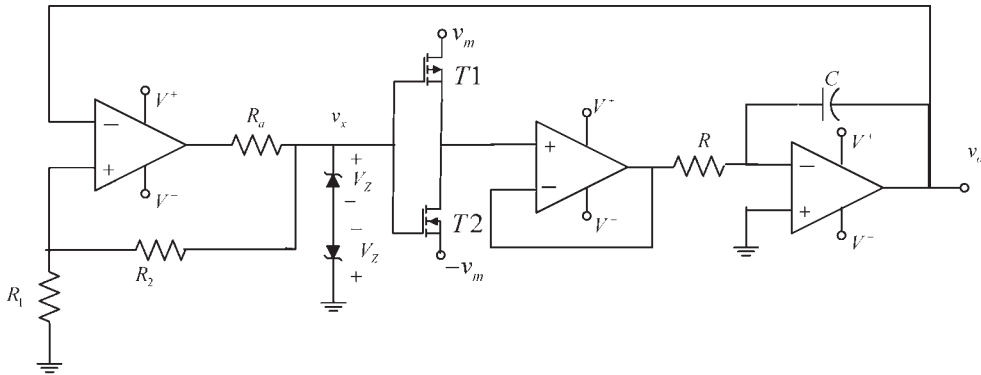 v_m
T1
C
V⁺
R_a
v_x
V⁺
R
V⁺
v_o
−
+
+
V_Z
−
+
−
−
+
V⁻
−
V_Z
+
T2
V⁻
V⁻
R_2
−v_m
R_1